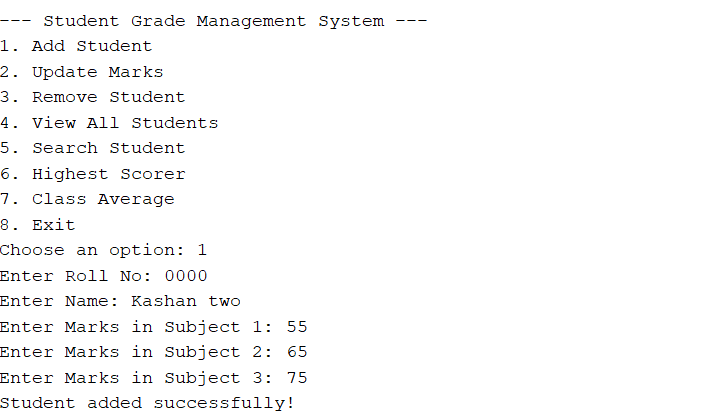 --- Student Grade Management System ---
1. Add Student
2. Update Marks
3. Remove Student
4. View All Students
5. Search Student
6. Highest Scorer
7. Class Average
8. Exit
Choose an option: 1
Enter Roll No: 0000
Enter Name: Kashan two
Enter Marks in Subject 1: 55
Enter Marks in Subject 2: 65
Enter Marks in Subject 3: 75
Student added successfully!